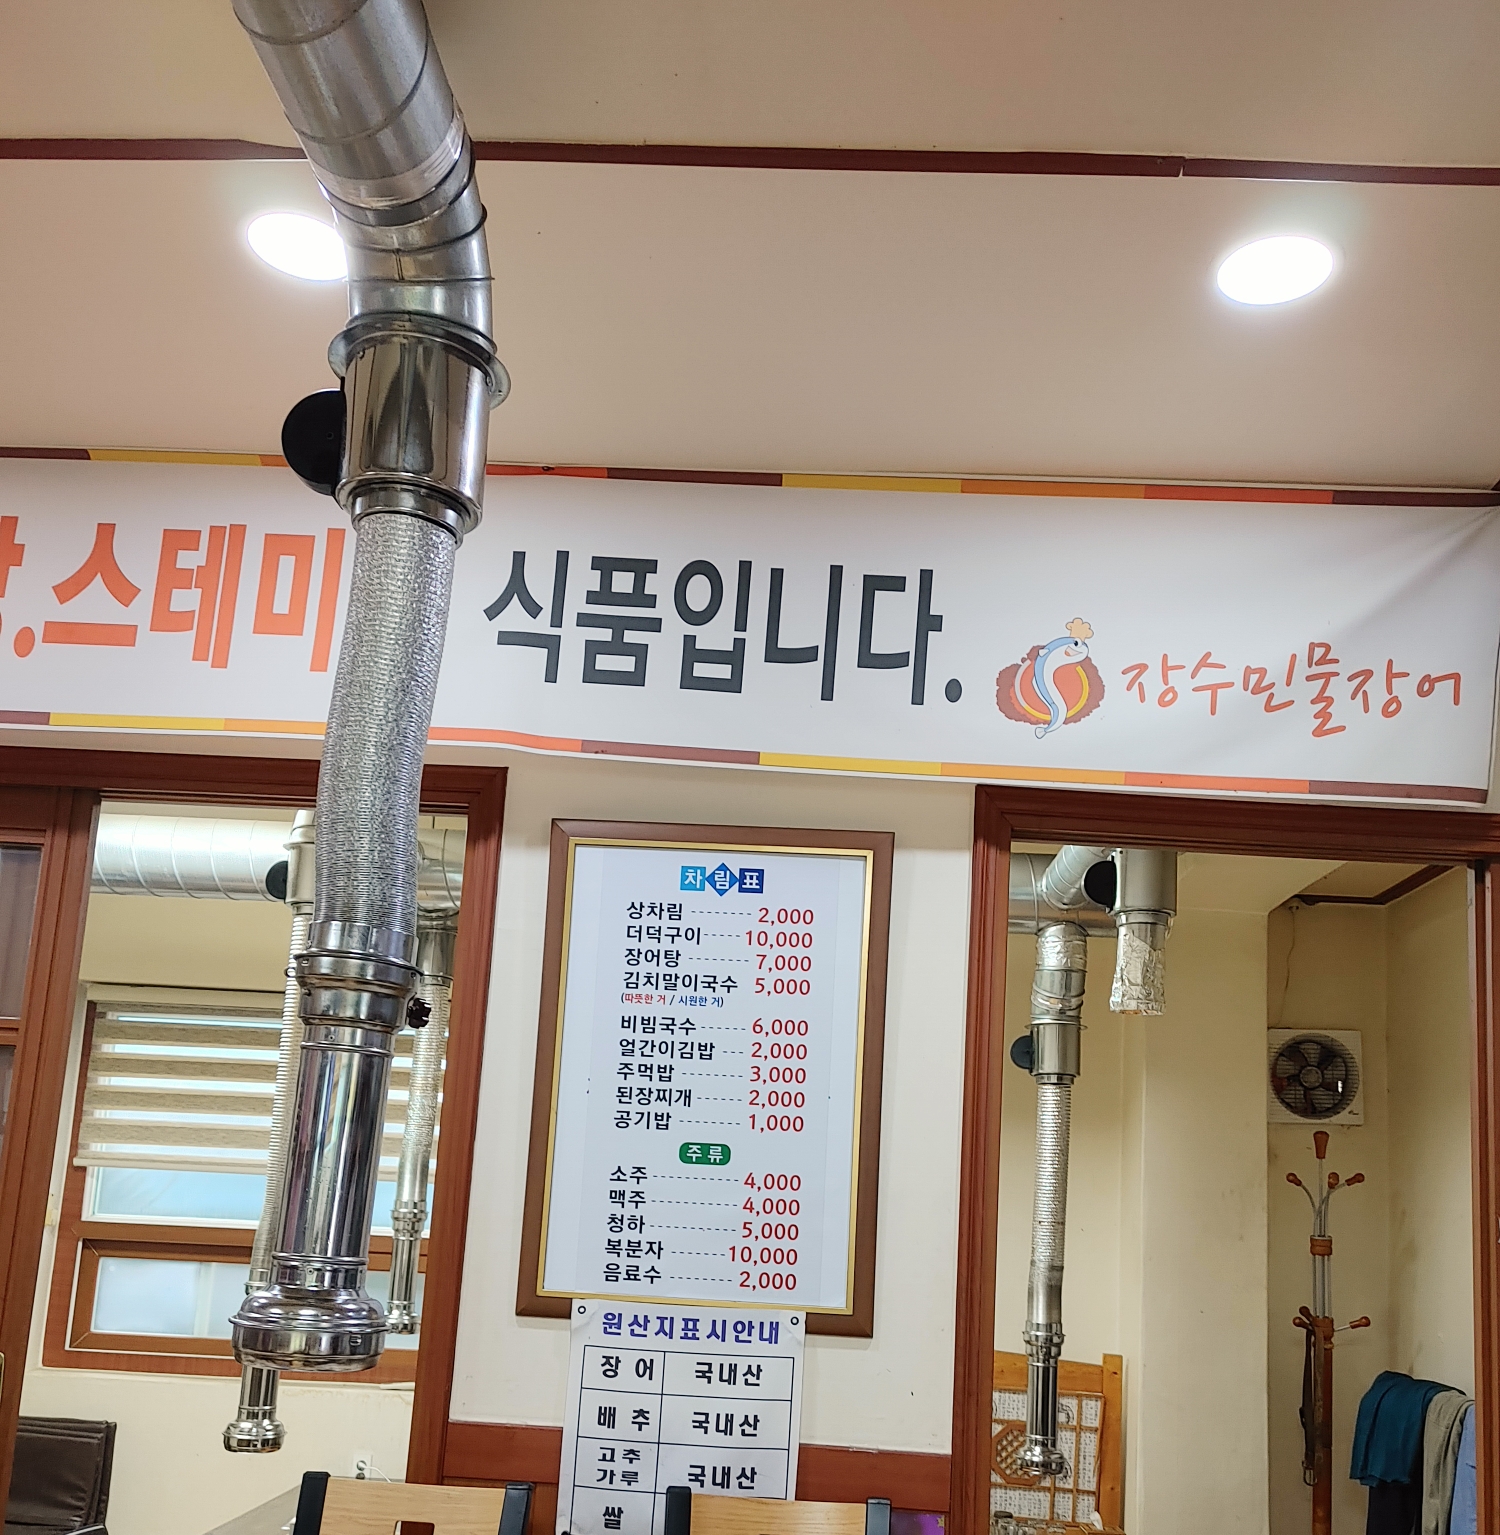 .스테미 식품입니다.
장수민물장어
차림표
상차림 -------- 2,000
더덕구이 ----- 10,000
장어탕 -------- 7,000
김치말이국수 5,000
(따뜻한 거 / 시원한 거)
비빔국수 ------ 6,000
얼간이김밥 --- 2,000
주먹밥 -------- 3,000
된장찌개 ------ 2,000
공기밥 -------- 1,000
주류
소주 ------------ 4,000
맥주 ------------ 4,000
청하 ------------ 5,000
복분자 ------- 10,000
음료수 -------- 2,000
원산지표시안내
장 어 국내산
배 추 국내산
고추가루 국내산
쌀